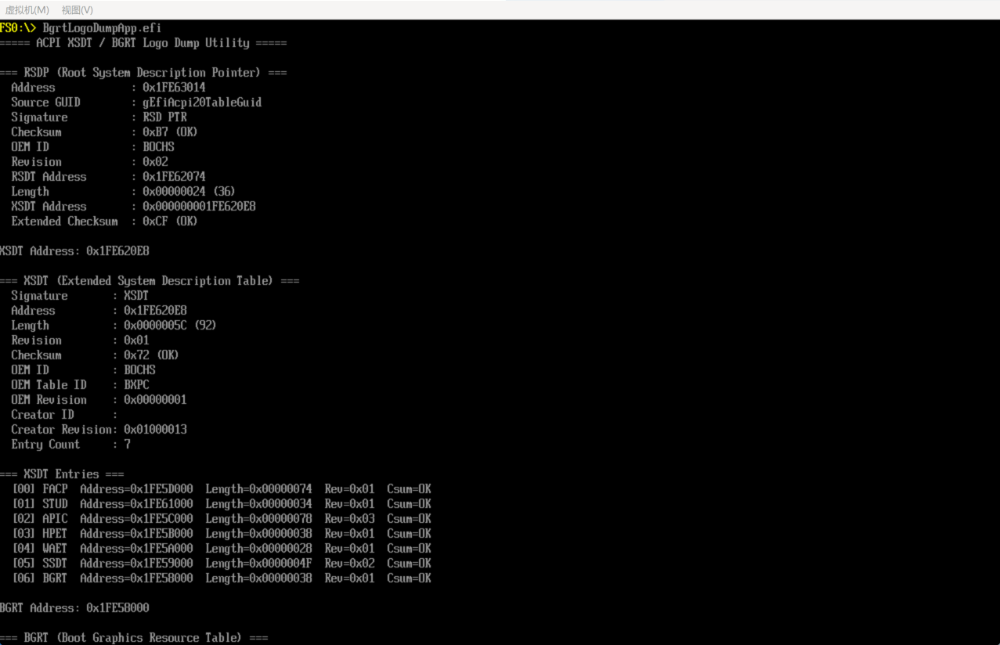 虚拟机(M) 视图(V)
FS0:\> BgrtLogoDumpApp.efi
===== ACPI XSDT / BGRT Logo Dump Utility =====
=== RSDP (Root System Description Pointer) ===
Address : 0x1FE63014
Source GUID : gEfiAcpi20TableGuid
Signature : RSD PTR
Checksum : 0xB7 (OK)
OEM ID : BOCHS
Revision : 0x02
RSDT Address : 0x1FE62074
Length : 0x00000024 (36)
XSDT Address : 0x000000001FE620E8
Extended Checksum : 0xCF (OK)
XSDT Address: 0x1FE620E8
=== XSDT (Extended System Description Table) ===
Signature : XSDT
Address : 0x1FE620E8
Length : 0x0000005C (92)
Revision : 0x01
Checksum : 0x72 (OK)
OEM ID : BOCHS
OEM Table ID : BXPC
OEM Revision : 0x00000001
Creator ID :
Creator Revision: 0x01000013
Entry Count : 7
=== XSDT Entries ===
[00] FACP Address=0x1FE5D000 Length=0x00000074 Rev=0x01 Csum=OK
[01] STUD Address=0x1FE61000 Length=0x00000034 Rev=0x01 Csum=OK
[02] APIC Address=0x1FE5C000 Length=0x00000078 Rev=0x03 Csum=OK
[03] HPET Address=0x1FE5B000 Length=0x00000038 Rev=0x01 Csum=OK
[04] WAET Address=0x1FE5A000 Length=0x00000028 Rev=0x01 Csum=OK
[05] SSDT Address=0x1FE59000 Length=0x0000004F Rev=0x02 Csum=OK
[06] BGRT Address=0x1FE58000 Length=0x00000038 Rev=0x01 Csum=OK
BGRT Address: 0x1FE58000
=== BGRT (Boot Graphics Resource Table) ===